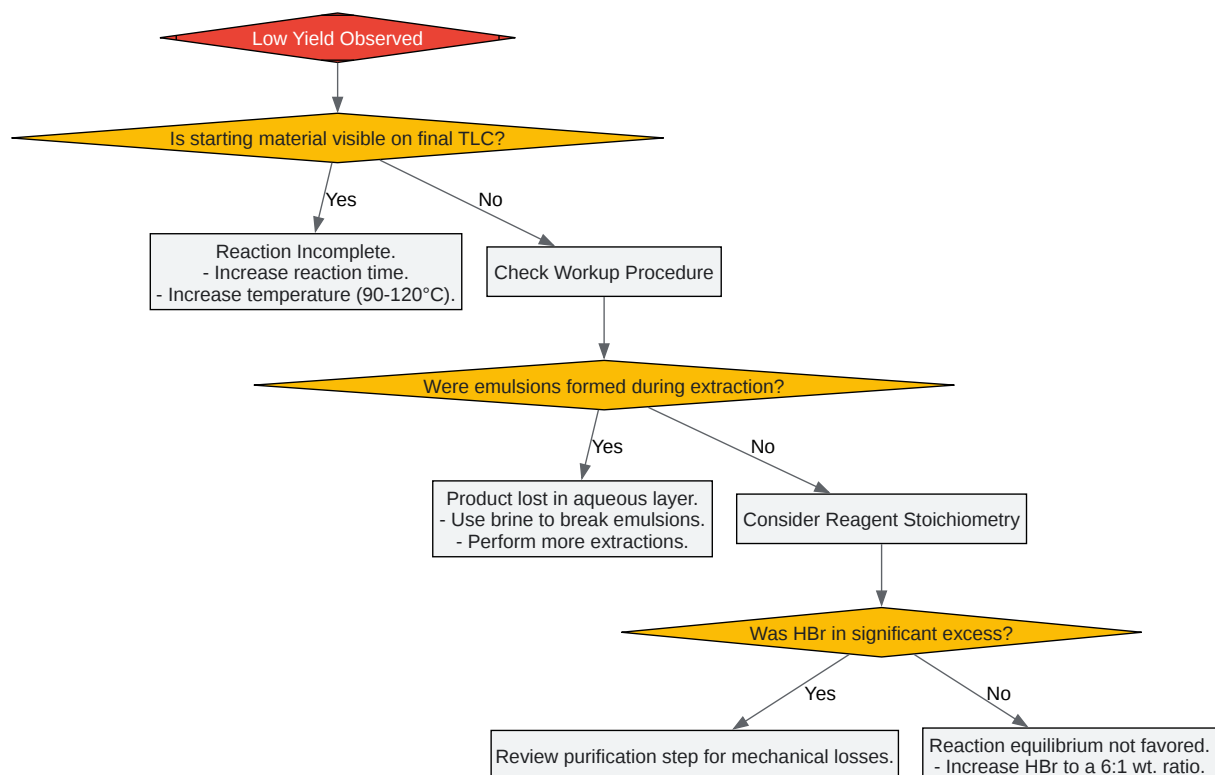 Low Yield Observed
Is starting material visible on final TLC?
Yes
No
Reaction Incomplete.
- Increase reaction time.
- Increase temperature (90-120°C).
Check Workup Procedure
Were emulsions formed during extraction?
Yes
No
Product lost in aqueous layer.
- Use brine to break emulsions.
- Perform more extractions.
Consider Reagent Stoichiometry
Was HBr in significant excess?
Yes
No
Review purification step for mechanical losses.
Reaction equilibrium not favored.
- Increase HBr to a 6:1 wt. ratio.